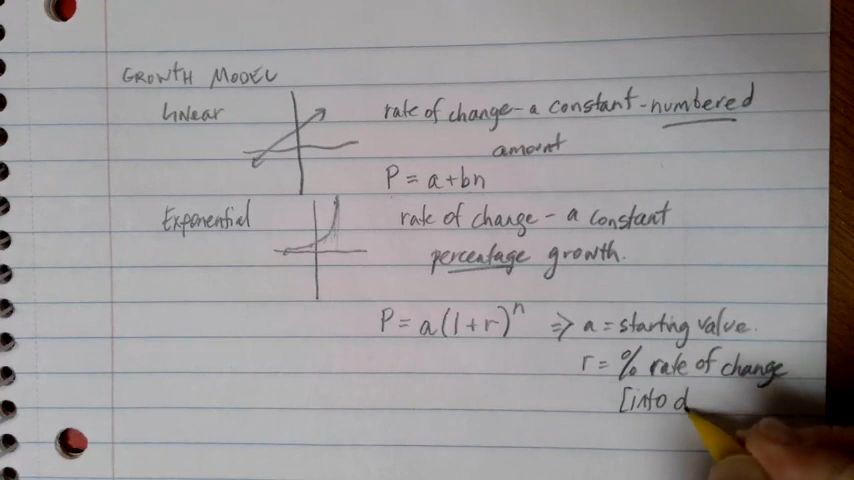 GROWTH MODEL
Linear rate of change - a constant - numbered
amount
P = a + bn
Exponential rate of change - a constant
percentage growth.
P = a(1+r)^n ⇒ a = starting value.
r = % rate of change
[into d